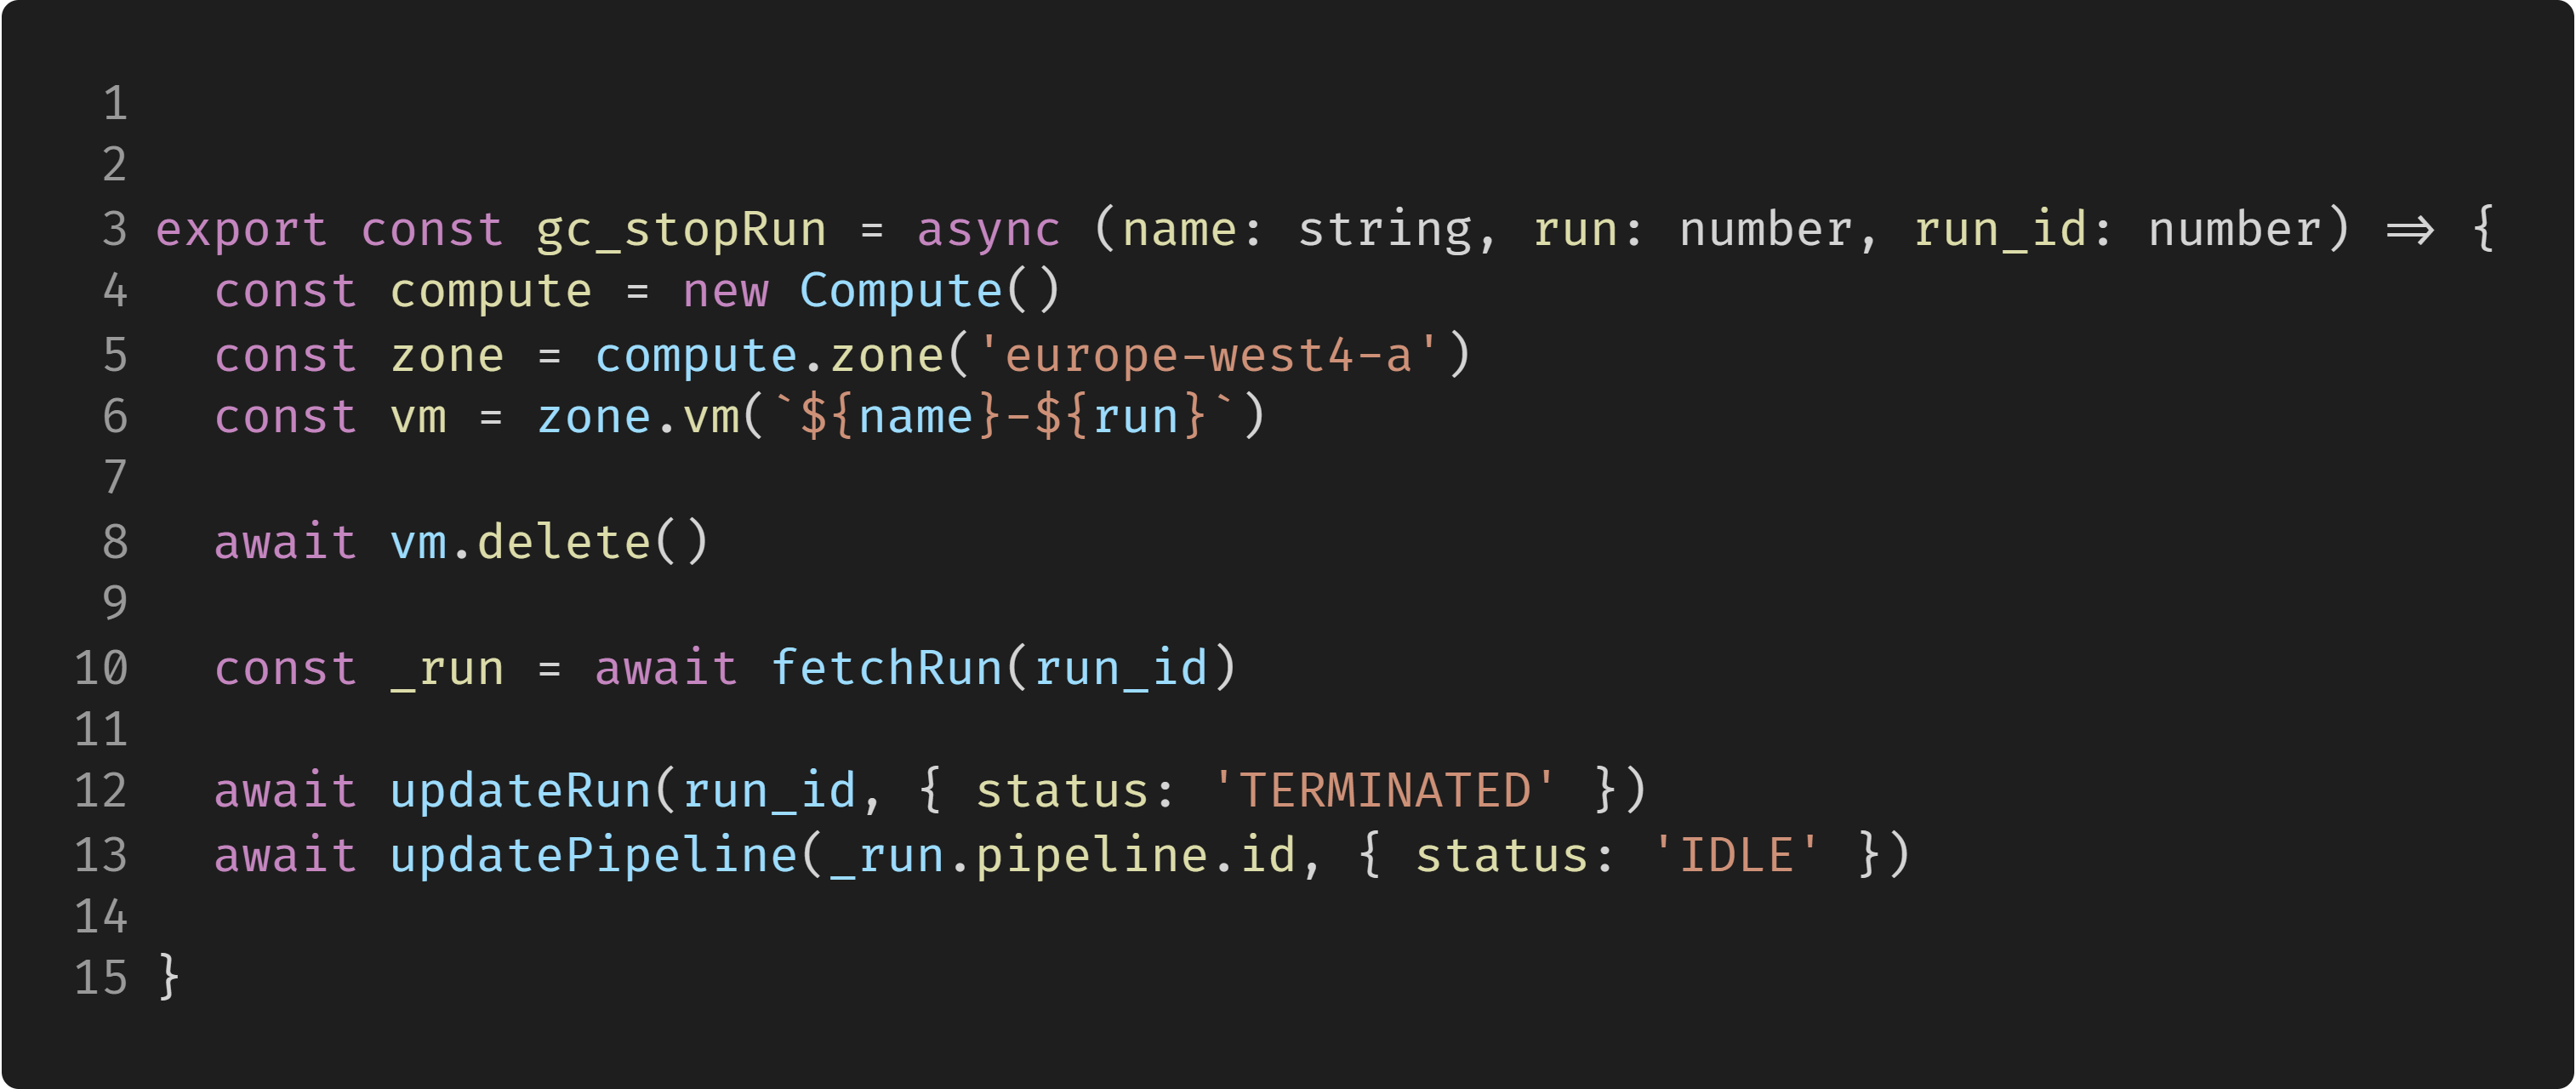 1
2
3 export const gc_stopRun = async (name: string, run: number, run_id: number) => {
4   const compute = new Compute()
5   const zone = compute.zone('europe-west4-a')
6   const vm = zone.vm(`${name}-${run}`)
7
8   await vm.delete()
9
10   const _run = await fetchRun(run_id)
11
12   await updateRun(run_id, { status: 'TERMINATED' })
13   await updatePipeline(_run.pipeline.id, { status: 'IDLE' })
14
15 }